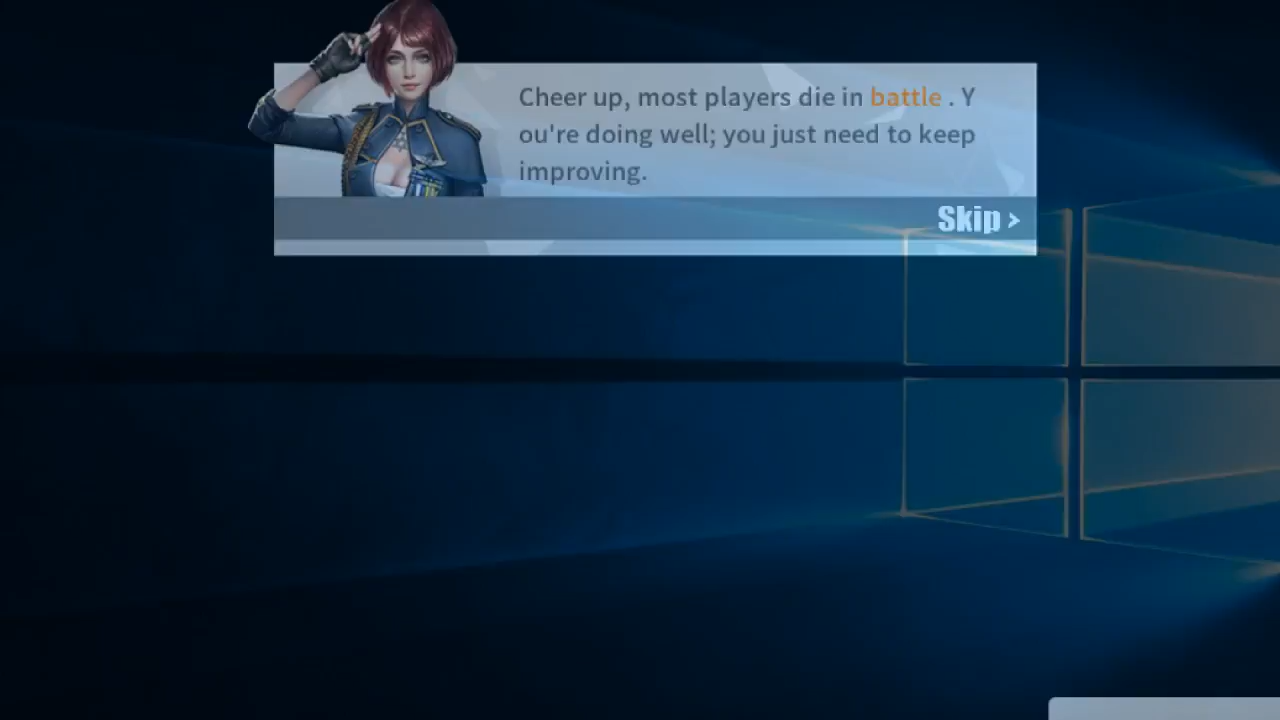 Cheer up, most players die in battle . Y
ou're doing well; you just need to keep
improving.
Skip >